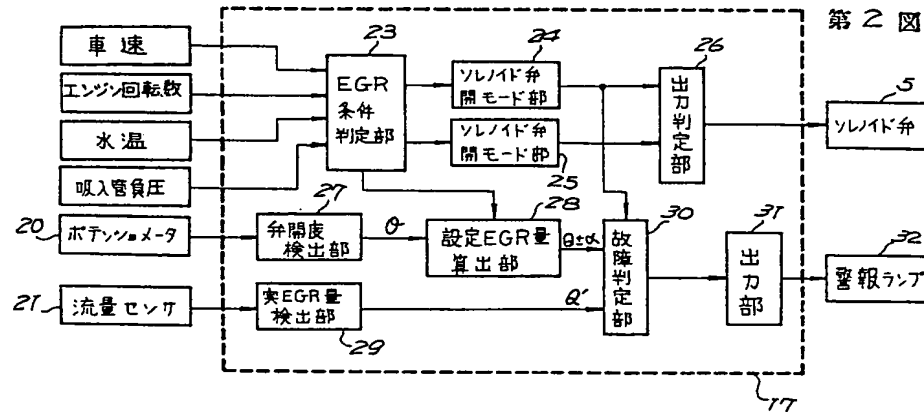 第2図
車速
エンジン回転数
水温
吸入管負圧
20
ポテンショメータ
21
流量センサ
23
EGR
条件
判定部
24
ソレノイド弁
開モード部
ソレノイド弁
開モード部
25
26
出力判定部
5
ソレノイド弁
27
弁開度
検出部
θ
28
設定EGR量
算出部
Q±α
実EGR量
検出部
29
Q'
30
故障判定部
31
出力部
32
警報ランプ
17